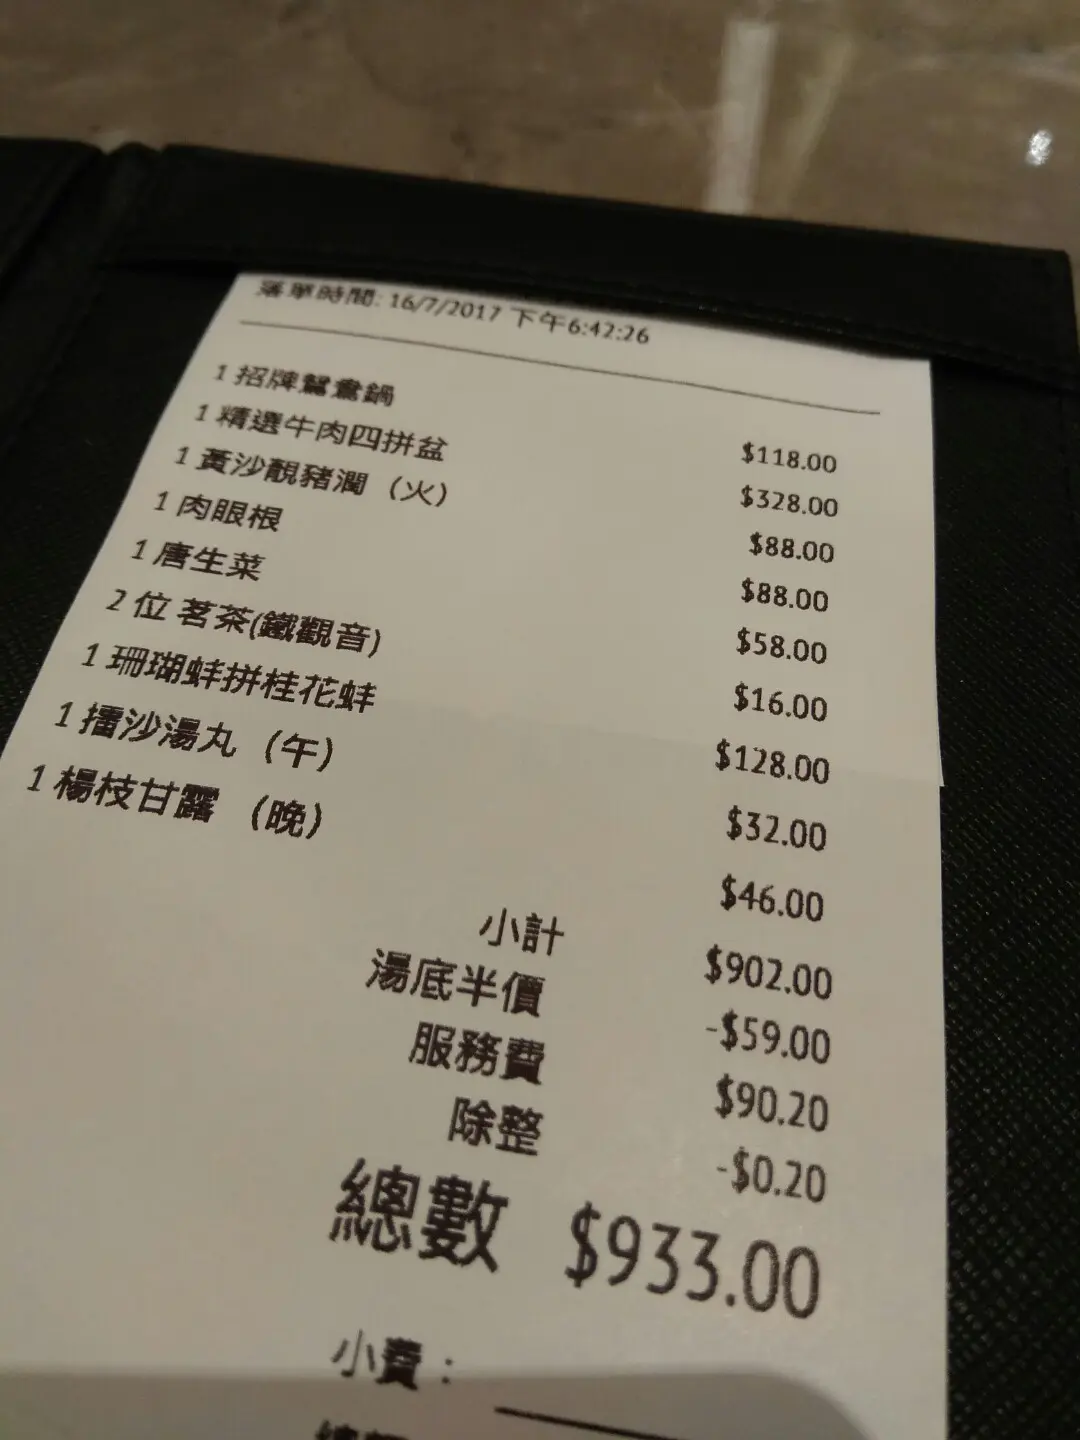 落單時間: 16/7/2017 下午6:42:26
1 招牌鴛鴦鍋 $118.00
1 精選牛肉四拼盆 $328.00
1 黃沙靚豬潤 (火) $88.00
1 肉眼根 $88.00
1 唐生菜 $58.00
2 位 茗茶(鐵觀音) $16.00
1 珊瑚蚌拼桂花蚌 $128.00
1 擂沙湯丸 (午) $32.00
1 楊枝甘露 (晚) $46.00
小計 $902.00
湯底半價 -$59.00
服務費 $90.20
除整 -$0.20
總數 $933.00
小費: